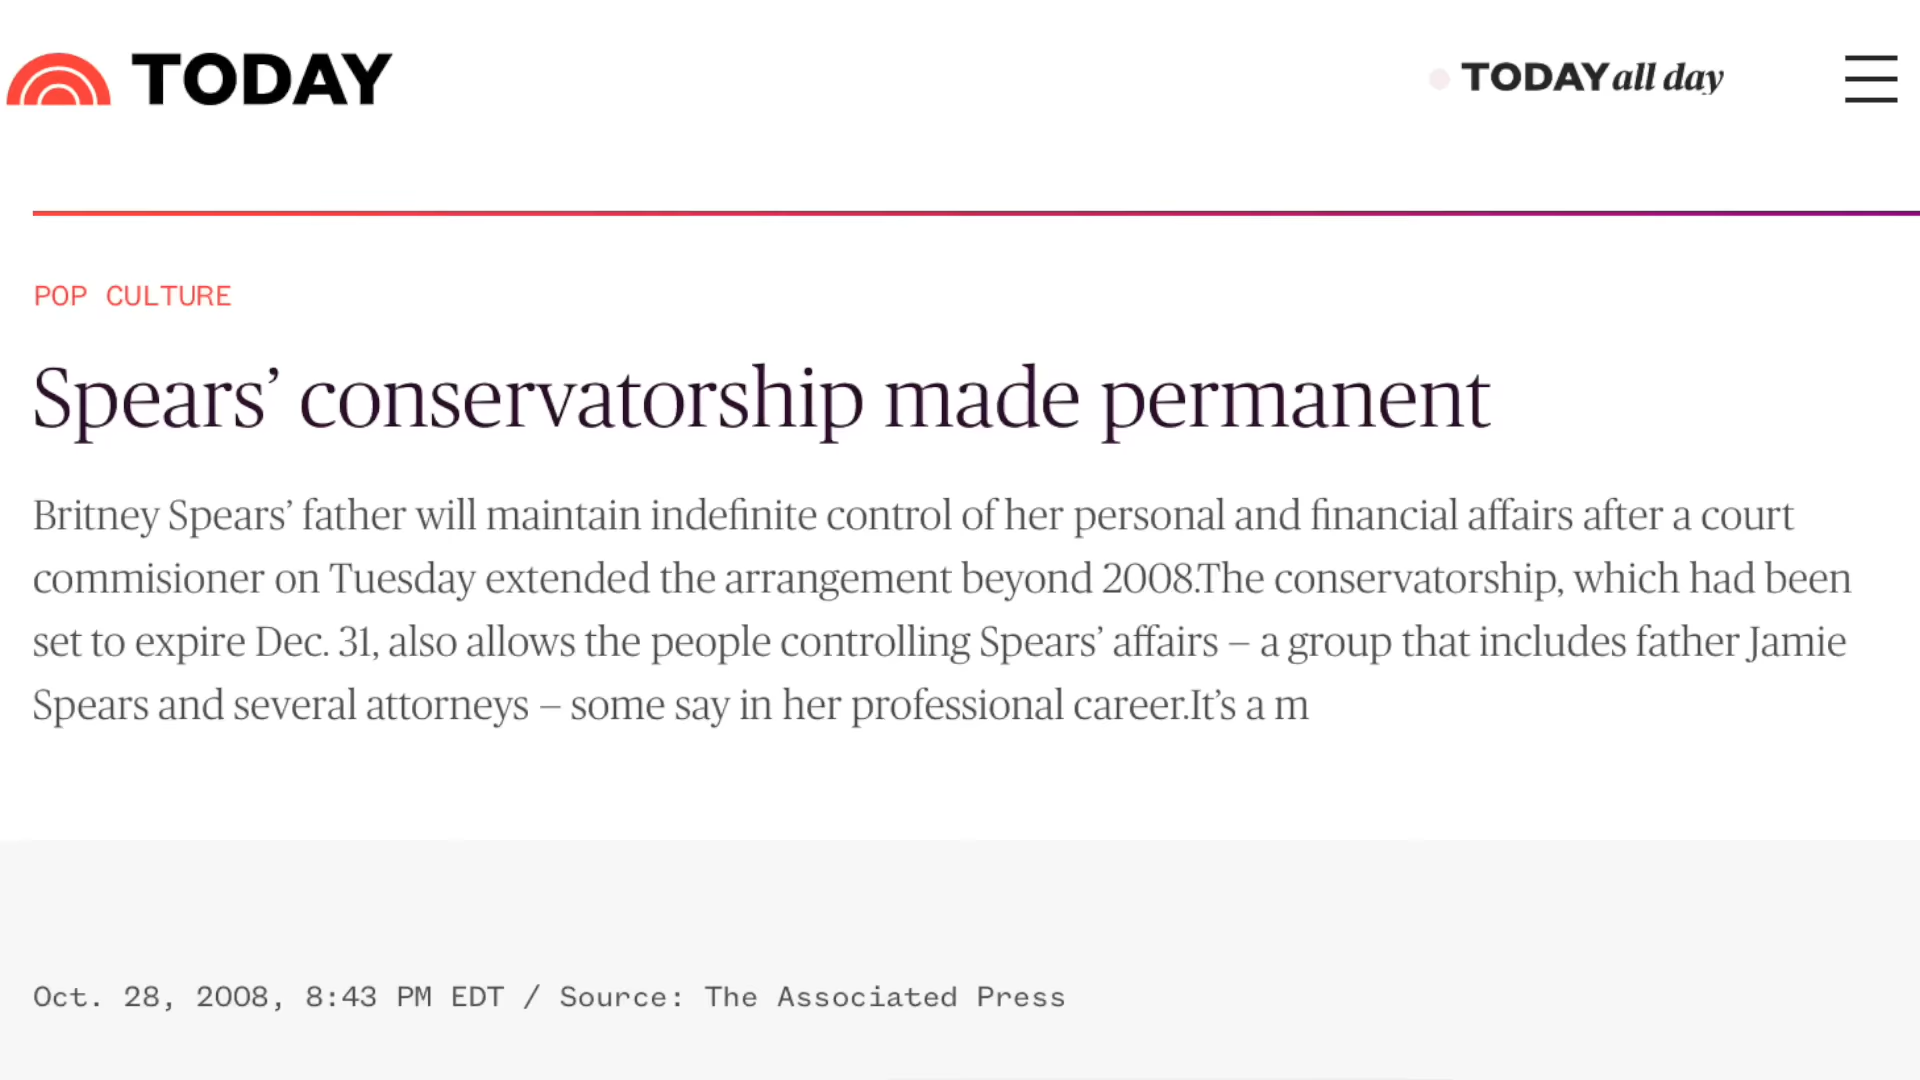 TODAY
TODAY all day
POP CULTURE
Spears’ conservatorship made permanent
Britney Spears’ father will maintain indefinite control of her personal and financial affairs after a court
commisioner on Tuesday extended the arrangement beyond 2008.The conservatorship, which had been
set to expire Dec. 31, also allows the people controlling Spears’ affairs — a group that includes father Jamie
Spears and several attorneys — some say in her professional career.It’s a m
Oct. 28, 2008, 8:43 PM EDT / Source: The Associated Press